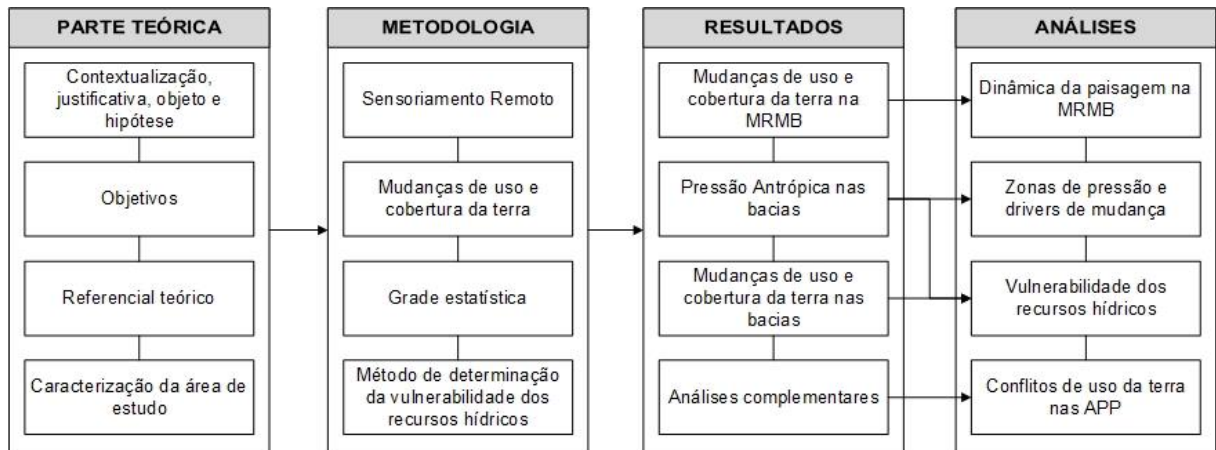 PARTE TEÓRICA
Contextualização,
justificativa, objeto e
hipótese
Objetivos
Referencial teórico
Caracterização da área de
estudo
METODOLOGIA
Sensoriamento Remoto
Mudanças de uso e
cobertura da terra
Grade estatística
Método de determinação
da vulnerabilidade dos
recursos hídricos
RESULTADOS
Mudanças de uso e
cobertura da terra na
MRMB
Pressão Antrópica nas
bacias
Mudanças de uso e
cobertura da terra nas
bacias
Análises complementares
ANÁLISES
Dinâmica da paisagem na
MRMB
Zonas de pressão e
drivers de mudança
Vulnerabilidade dos
recursos hídricos
Conflitos de uso da terra
nas APP